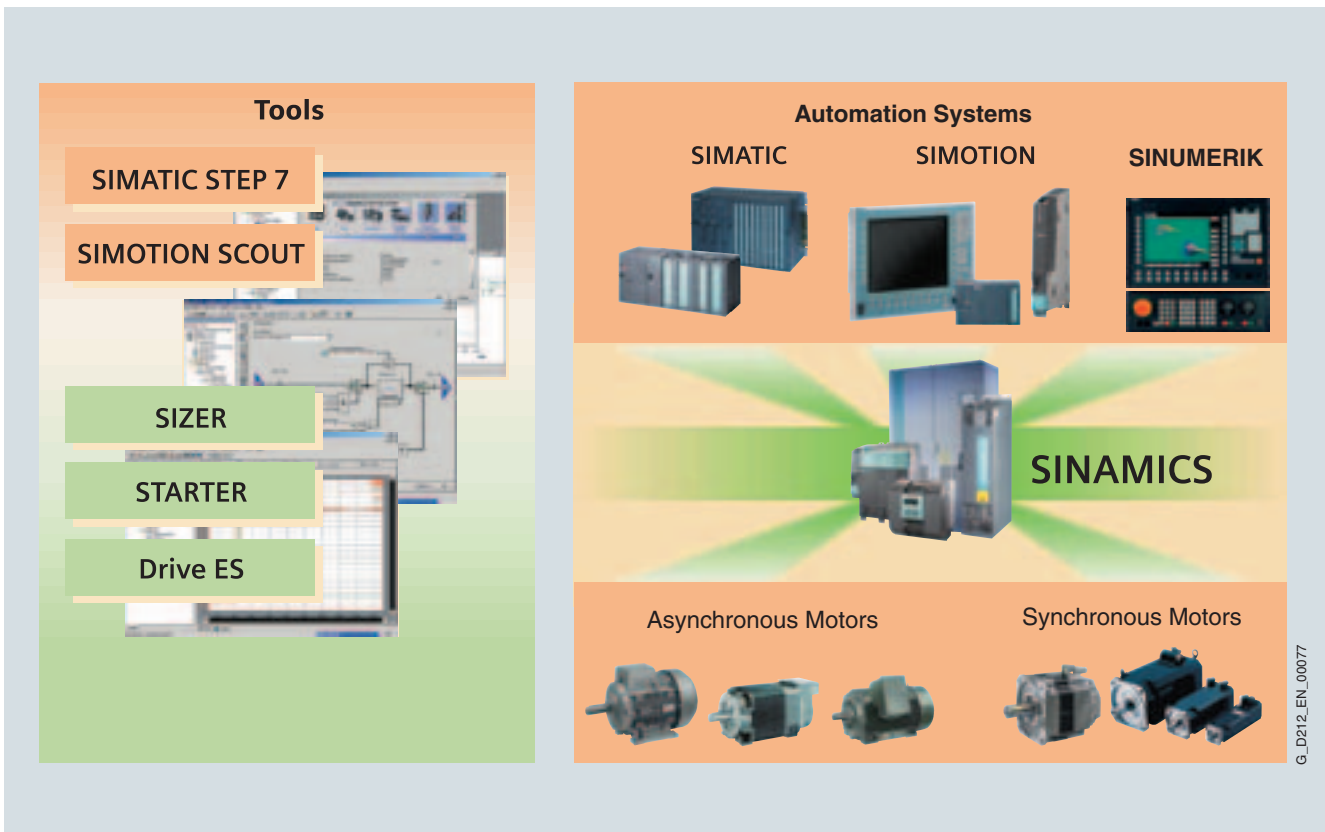 Tools
SIMATIC STEP 7
SIMOTION SCOUT
SIZER
STARTER
Drive ES
Automation Systems
SIMATIC
SIMOTION
SINUMERIK
SINAMICS
Asynchronous Motors
Synchronous Motors
G_D212_EN_00077